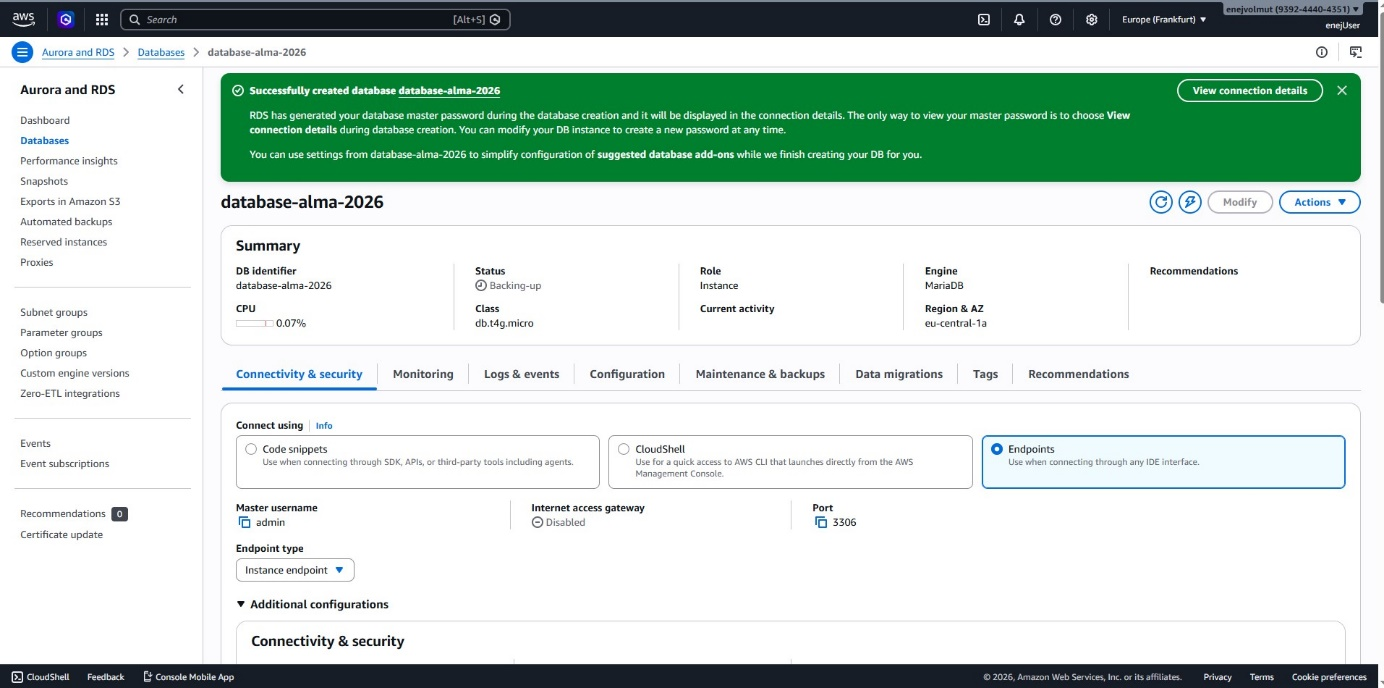 aws
Search
[Alt+S]
Europe (Frankfurt)
enejvolmut (9392-4440-4351)
enejUser
Aurora and RDS
Databases
database-alma-2026
Aurora and RDS
Dashboard
Databases
Performance insights
Snapshots
Exports in Amazon S3
Automated backups
Reserved instances
Proxies
Subnet groups
Parameter groups
Option groups
Custom engine versions
Zero-ETL integrations
Events
Event subscriptions
Recommendations 0
Certificate update
Successfully created database database-alma-2026
View connection details
RDS has generated your database master password during the database creation and it will be displayed in the connection details. The only way to view your master password is to choose View
connection details during database creation. You can modify your DB instance to create a new password at any time.
You can use settings from database-alma-2026 to simplify configuration of suggested database add-ons while we finish creating your DB for you.
database-alma-2026
Modify
Actions
Summary
DB identifier
database-alma-2026
CPU
0.07%
Status
Backing-up
Class
db.t4g.micro
Role
Instance
Current activity
Engine
MariaDB
Region & AZ
eu-central-1a
Recommendations
Connectivity & security
Monitoring
Logs & events
Configuration
Maintenance & backups
Data migrations
Tags
Recommendations
Connect using
Info
Code snippets
Use when connecting through SDK, APIs, or third-party tools including agents.
CloudShell
Use for a quick access to AWS CLI that launches directly from the AWS
Management Console.
Endpoints
Use when connecting through any IDE interface.
Master username
admin
Internet access gateway
Disabled
Port
3306
Endpoint type
Instance endpoint
Additional configurations
Connectivity & security
CloudShell
Feedback
Console Mobile App
© 2026, Amazon Web Services, Inc. or its affiliates.
Privacy
Terms
Cookie preferences